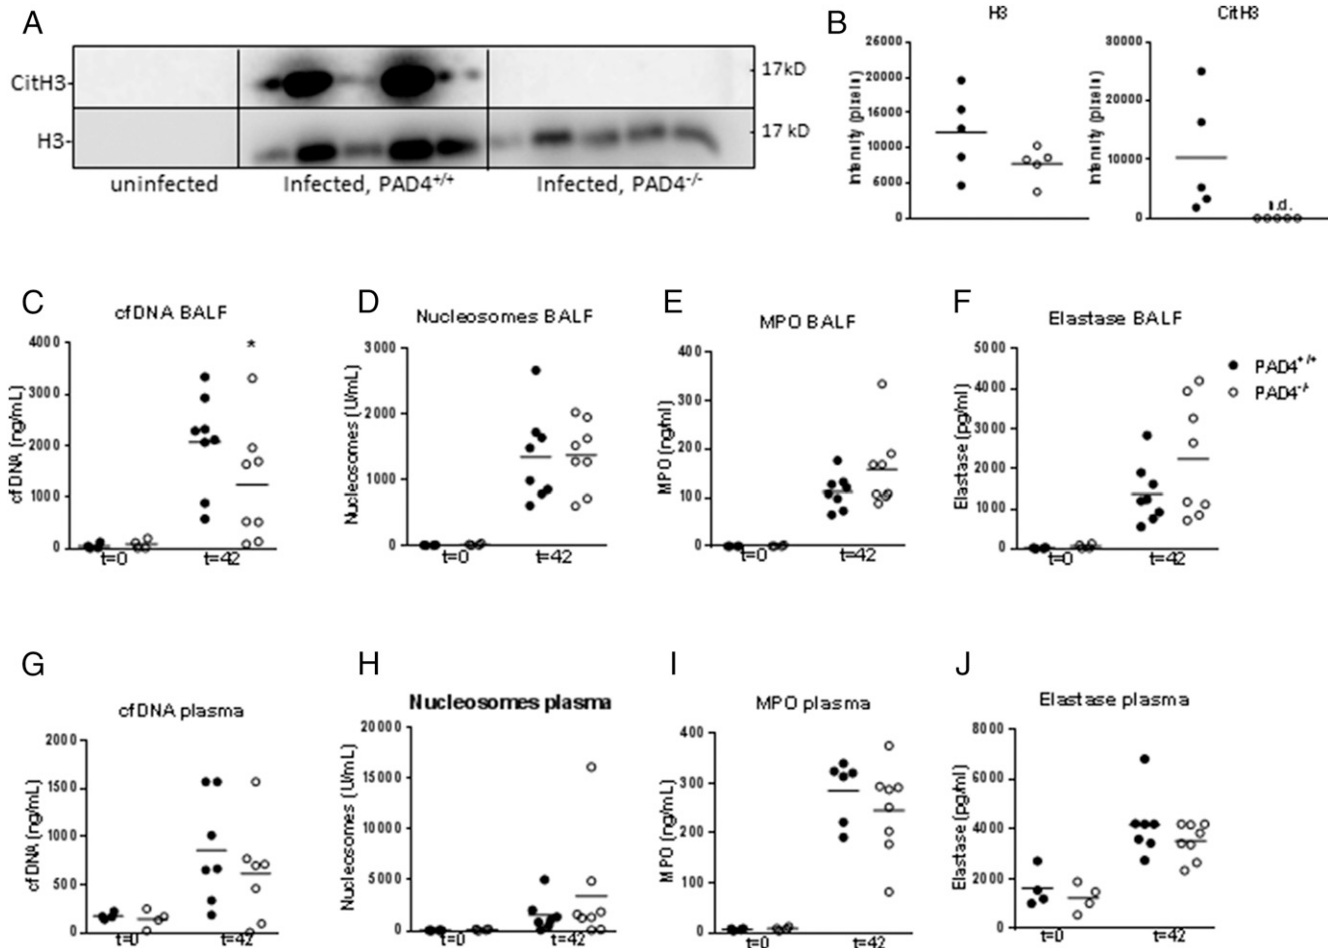 A
CitH3-
H3-
17kD
17 kD
uninfected
Infected, PAD4+/+
Infected, PAD4-/-
B
H3
Intensity (pixels)
26000
20000
16000
10000
6000
0
CitH3
Intensity (pixels)
30000
20000
10000
0
n.d.
C
cfDNA BALF
cfDNA (ng/mL)
4000
3000
2000
1000
0
*
t=0
t=42
D
Nucleosomes BALF
Nucleosomes (U/mL)
3000
2000
1000
0
t=0
t=42
E
MPO BALF
MPO (ng/ml)
400
300
200
100
0
t=0
t=42
F
Elastase BALF
Elastase (pg/ml)
5000
4000
3000
2000
1000
0
t=0
t=42
PAD4+/+
PAD4-/-
G
cfDNA plasma
cfDNA (ng/mL)
2000
1500
1000
500
0
t=0
t=42
H
Nucleosomes plasma
Nucleosomes (U/mL)
20000
15000
10000
5000
0
t=0
t=42
I
MPO plasma
MPO (ng/mL)
400
300
200
100
0
t=0
t=42
J
Elastase plasma
Elastase (pg/ml)
8000
6000
4000
2000
0
t=0
t=42